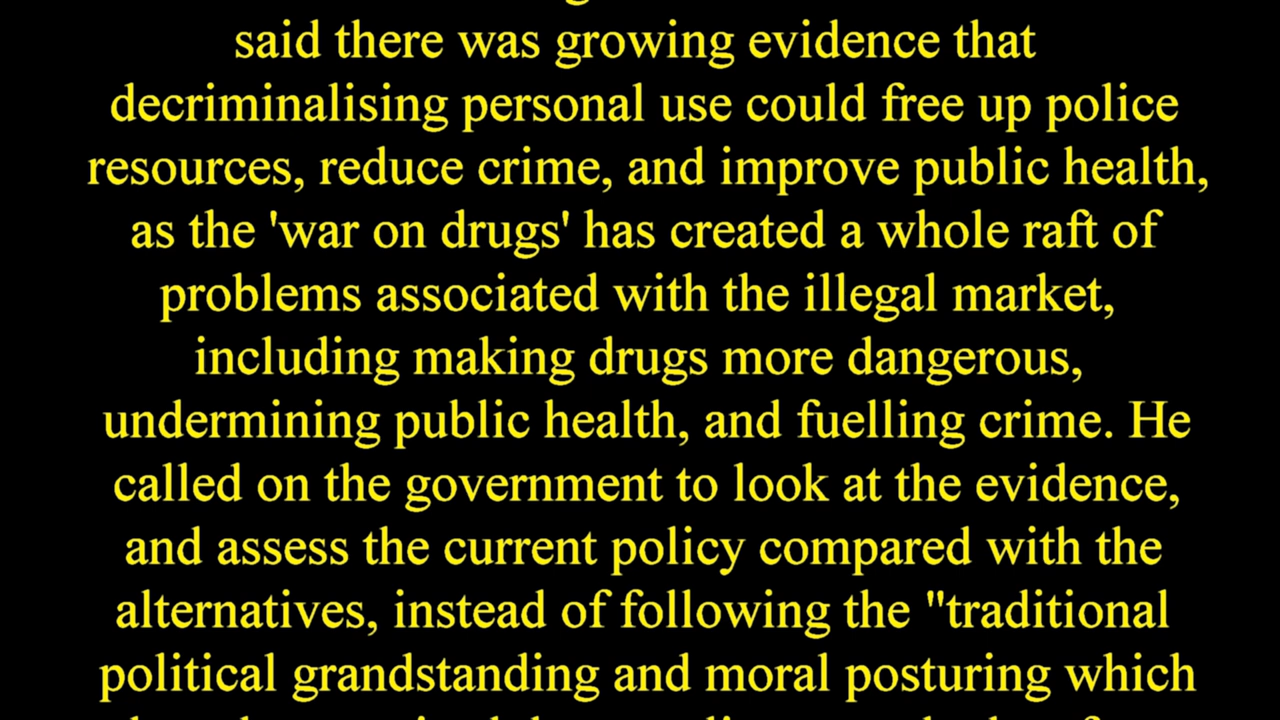 said there was growing evidence that
decriminalising personal use could free up police
resources, reduce crime, and improve public health,
as the 'war on drugs' has created a whole raft of
problems associated with the illegal market,
including making drugs more dangerous,
undermining public health, and fuelling crime. He
called on the government to look at the evidence,
and assess the current policy compared with the
alternatives, instead of following the "traditional
political grandstanding and moral posturing which